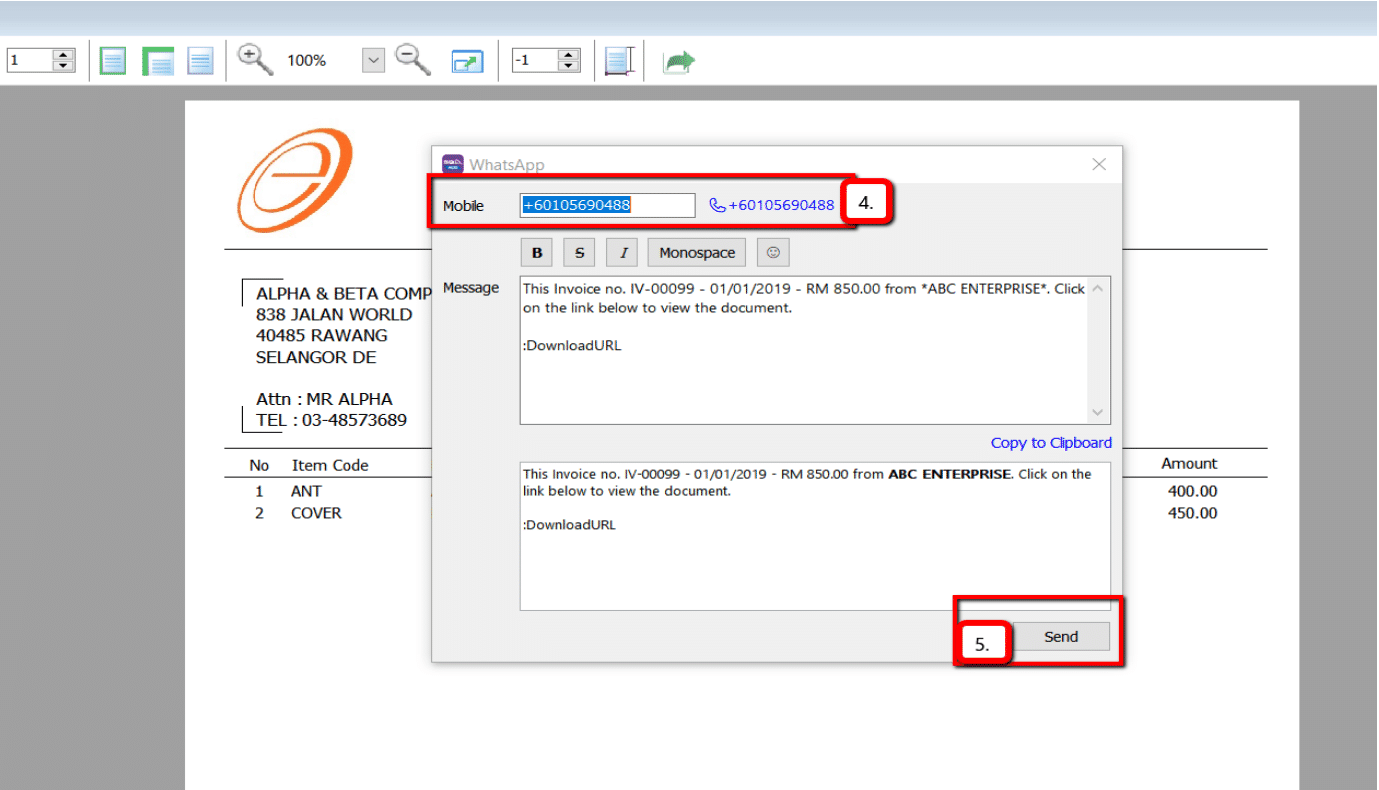 1
100%
-1
WhatsApp
Mobile
+60105690488
+60105690488
4.
B
S
I
Monospace
Message
This Invoice no. IV-00099 - 01/01/2019 - RM 850.00 from *ABC ENTERPRISE*. Click
on the link below to view the document.
:DownloadURL
Copy to Clipboard
This Invoice no. IV-00099 - 01/01/2019 - RM 850.00 from ABC ENTERPRISE. Click on the
link below to view the document.
:DownloadURL
5.
Send
ALPHA & BETA COMP
838 JALAN WORLD
40485 RAWANG
SELANGOR DE
Attn : MR ALPHA
TEL : 03-48573689
No Item Code Amount
1 ANT 400.00
2 COVER 450.00